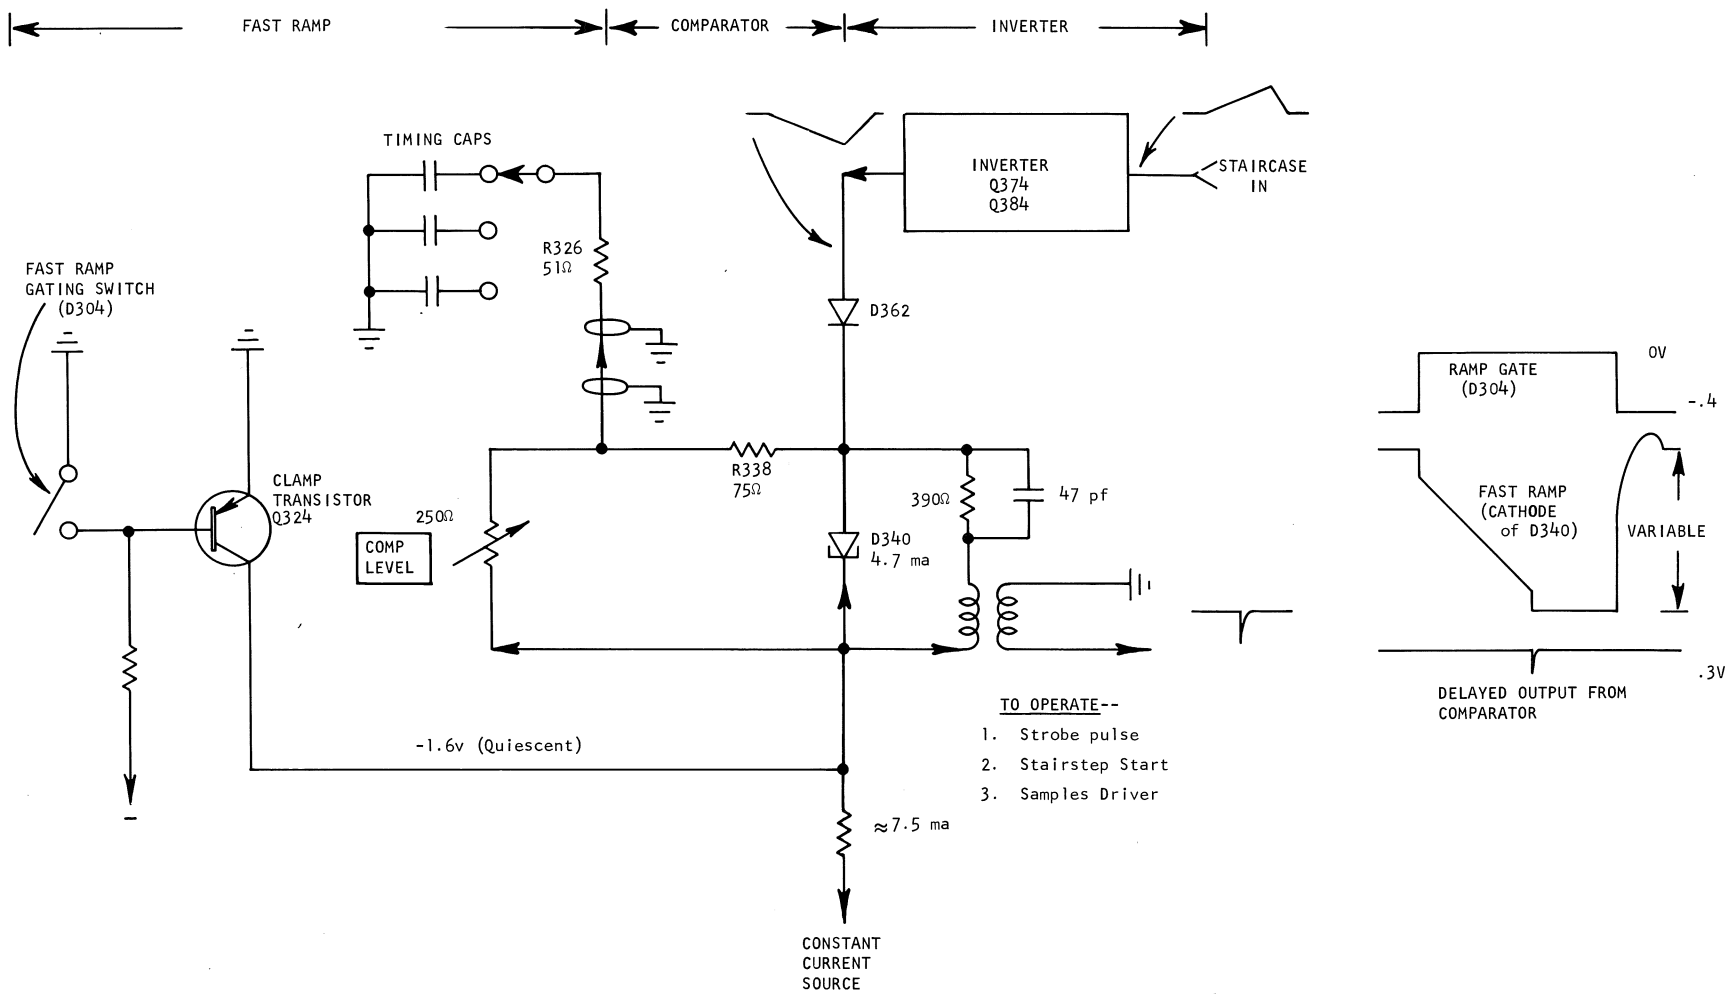 FAST RAMP
COMPARATOR
INVERTER
TIMING CAPS
INVERTER
Q374
Q384
STAIRCASE
IN
R326
51Ω
FAST RAMP
GATING SWITCH
(D304)
D362
CLAMP
TRANSISTOR
Q324
R338
75Ω
250Ω
COMP
LEVEL
390Ω
47 pf
D340
4.7 ma
-1.6v (Quiescent)
≈7.5 ma
CONSTANT
CURRENT
SOURCE
TO OPERATE--
1. Strobe pulse
2. Stairstep Start
3. Samples Driver
0V
RAMP GATE
(D304)
-.4
FAST RAMP
(CATHODE
of D340)
VARIABLE
.3V
DELAYED OUTPUT FROM
COMPARATOR